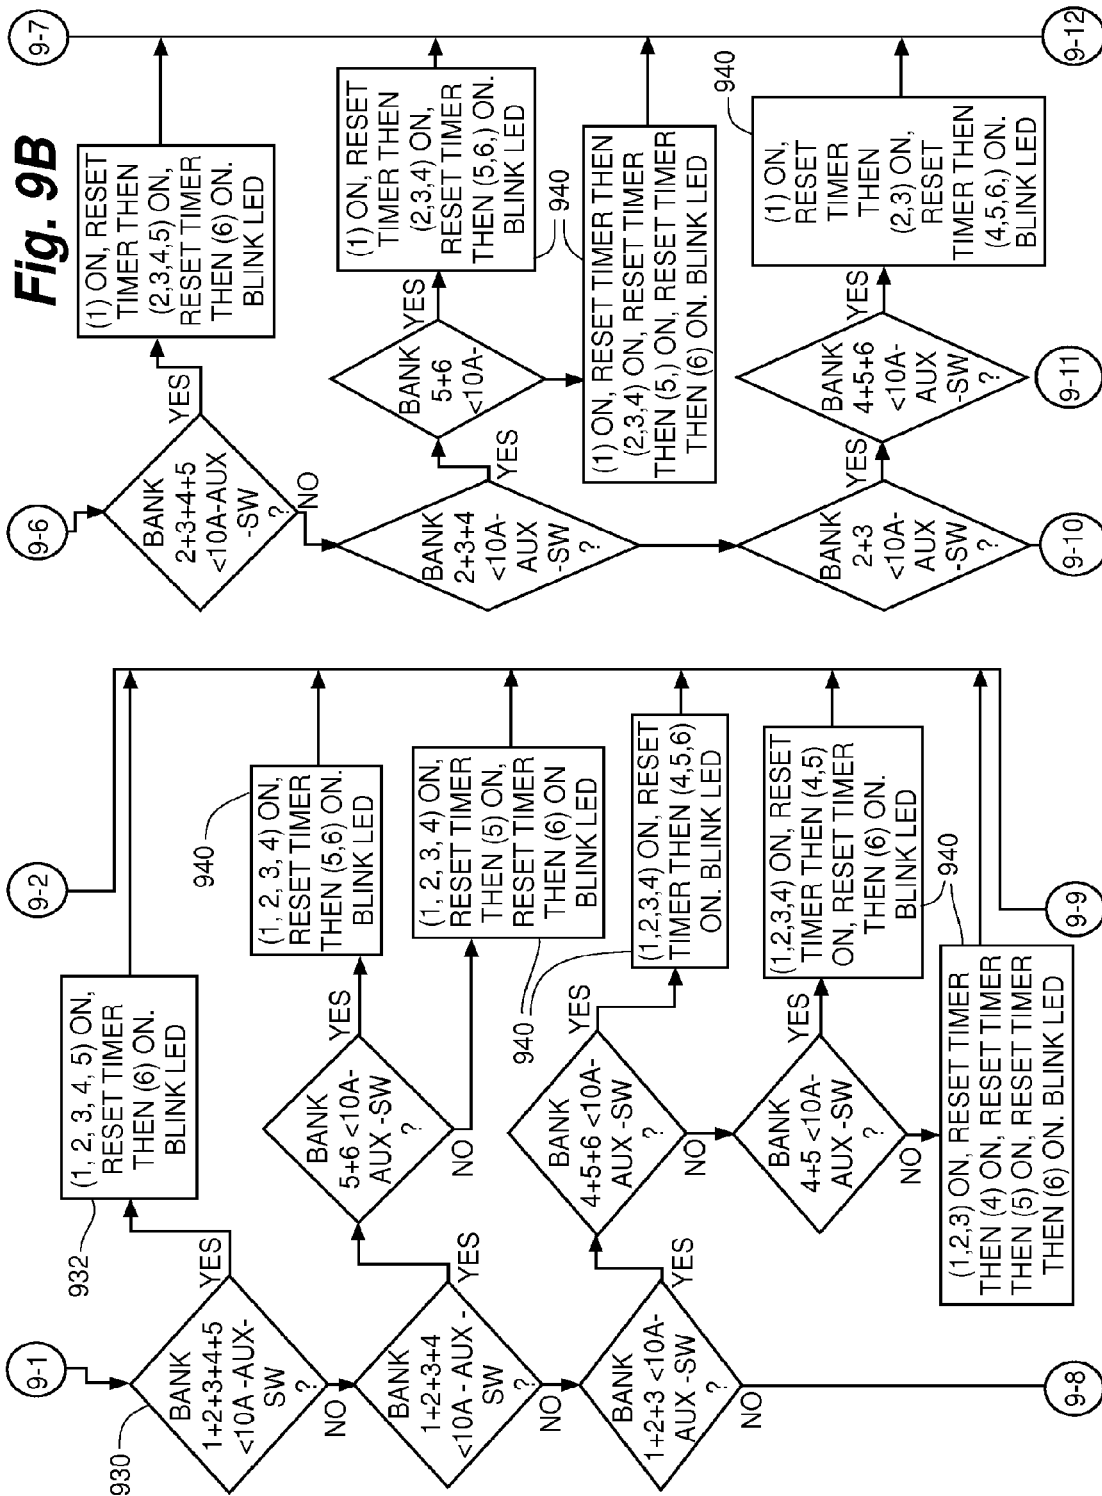 Fig. 9B
9-1
930
BANK
1+2+3+4+5
<10A-AUX-
SW
?
YES
NO
932
(1, 2, 3, 4, 5) ON,
RESET TIMER
THEN (6) ON.
BLINK LED
9-2
BANK
1+2+3+4
<10A-AUX-
SW
?
YES
NO
BANK
5+6 <10A-
AUX -SW
?
YES
NO
940
(1, 2, 3, 4) ON,
RESET TIMER
THEN (5,6) ON.
BLINK LED
(1, 2, 3, 4) ON,
RESET TIMER
THEN (5) ON,
RESET TIMER
THEN (6) ON
BLINK LED
940
BANK
1+2+3 <10A-
AUX -SW
?
YES
NO
BANK
4+5+6 <10A-
AUX -SW
?
YES
NO
(1,2,3,4) ON, RESET
TIMER THEN (4,5,6)
ON. BLINK LED
BANK
4+5 <10A-
AUX -SW
?
YES
NO
(1,2,3,4) ON, RESET
TIMER THEN (4,5)
ON, RESET TIMER
THEN (6) ON.
BLINK LED
940
(1,2,3) ON, RESET TIMER
THEN (4) ON, RESET TIMER
THEN (5) ON, RESET TIMER
THEN (6) ON. BLINK LED
9-8
9-9
9-6
BANK
2+3+4+5
<10A-AUX
-SW
?
YES
NO
(1) ON, RESET
TIMER THEN
(2,3,4,5) ON,
RESET TIMER
THEN (6) ON.
BLINK LED
9-7
BANK
2+3+4
<10A-
AUX
-SW
?
YES
BANK
5+6
<10A-
YES
(1) ON, RESET
TIMER THEN
(2,3,4) ON,
RESET TIMER
THEN (5,6,) ON.
BLINK LED
940
(1) ON, RESET TIMER THEN
(2,3,4) ON, RESET TIMER
THEN (5,) ON, RESET TIMER
THEN (6) ON. BLINK LED
BANK
2+3
<10A-
AUX
-SW
?
YES
BANK
4+5+6
<10A-
AUX
-SW
?
YES
940
(1) ON,
RESET
TIMER
THEN
(2,3) ON,
RESET
TIMER THEN
(4,5,6,) ON.
BLINK LED
9-10
9-11
9-12